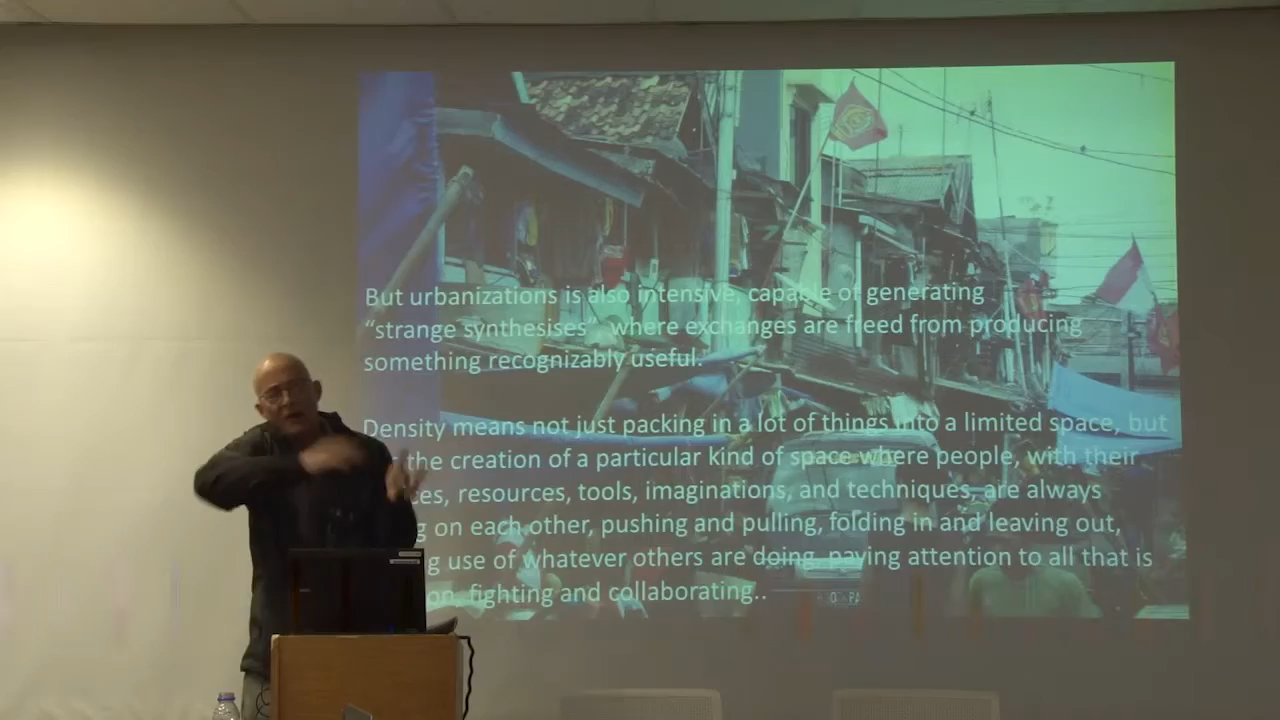 But urbanizations is also intensive, capable of generating
“strange synthesises”, where exchanges are freed from producing
something recognizably useful.
Density means not just packing in a lot of things into a limited space, but
the creation of a particular kind of space where people, with their
ces, resources, tools, imaginations, and techniques, are always
g on each other, pushing and pulling, folding in and leaving out,
g use of whatever others are doing, paying attention to all that is
on, fighting and collaborating..